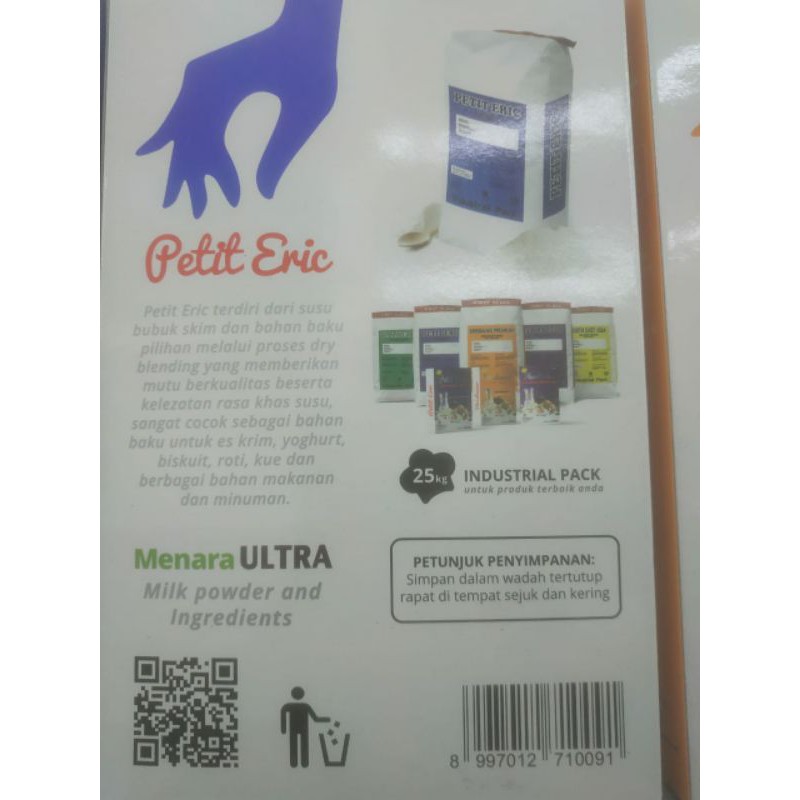 PETIT ERIC
Petit Eric
Petit Eric terdiri dari susu
bubuk skim dan bahan baku
pilihan melalui proses dry
blending yang memberikan
mutu berkualitas beserta
kelezatan rasa khas susu,
sangat cocok sebagai bahan
baku untuk es krim, yoghurt,
biskuit, roti, kue dan
berbagai bahan makanan
dan minuman.
25kg
INDUSTRIAL PACK
untuk produk terbaik anda
Menara ULTRA
Milk powder and
Ingredients
PETUNJUK PENYIMPANAN:
Simpan dalam wadah tertutup
rapat di tempat sejuk dan kering
8 997012 710091